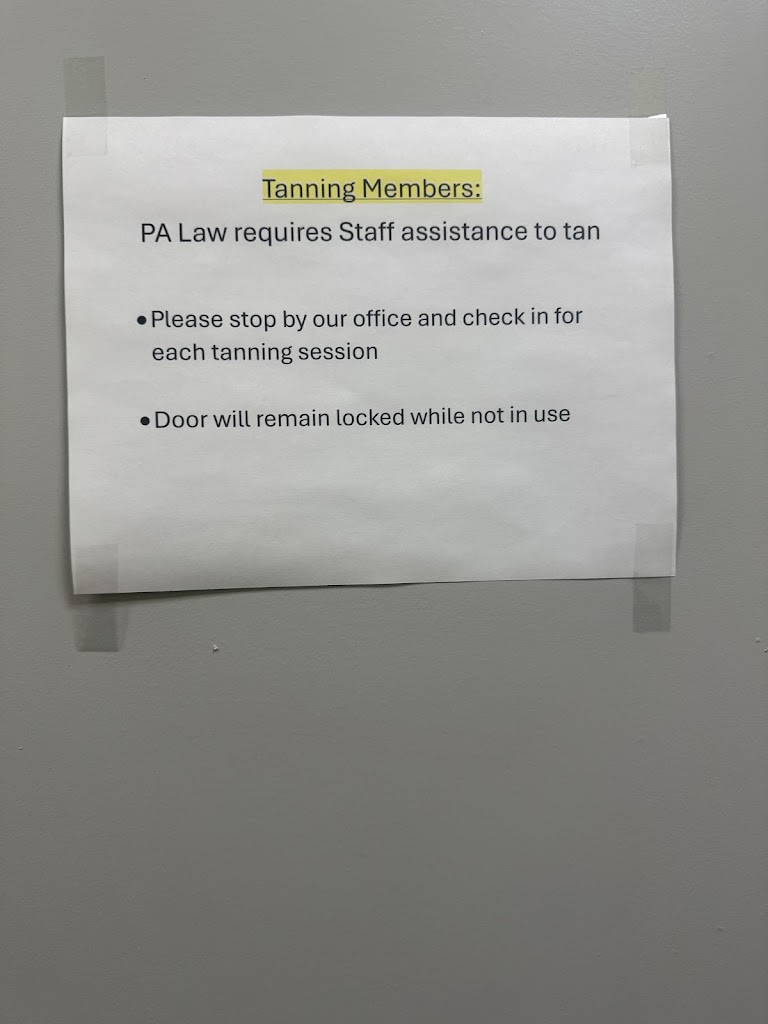 Tanning Members:
PA Law requires Staff assistance to tan
•Please stop by our office and check in for
each tanning session
•Door will remain locked while not in use